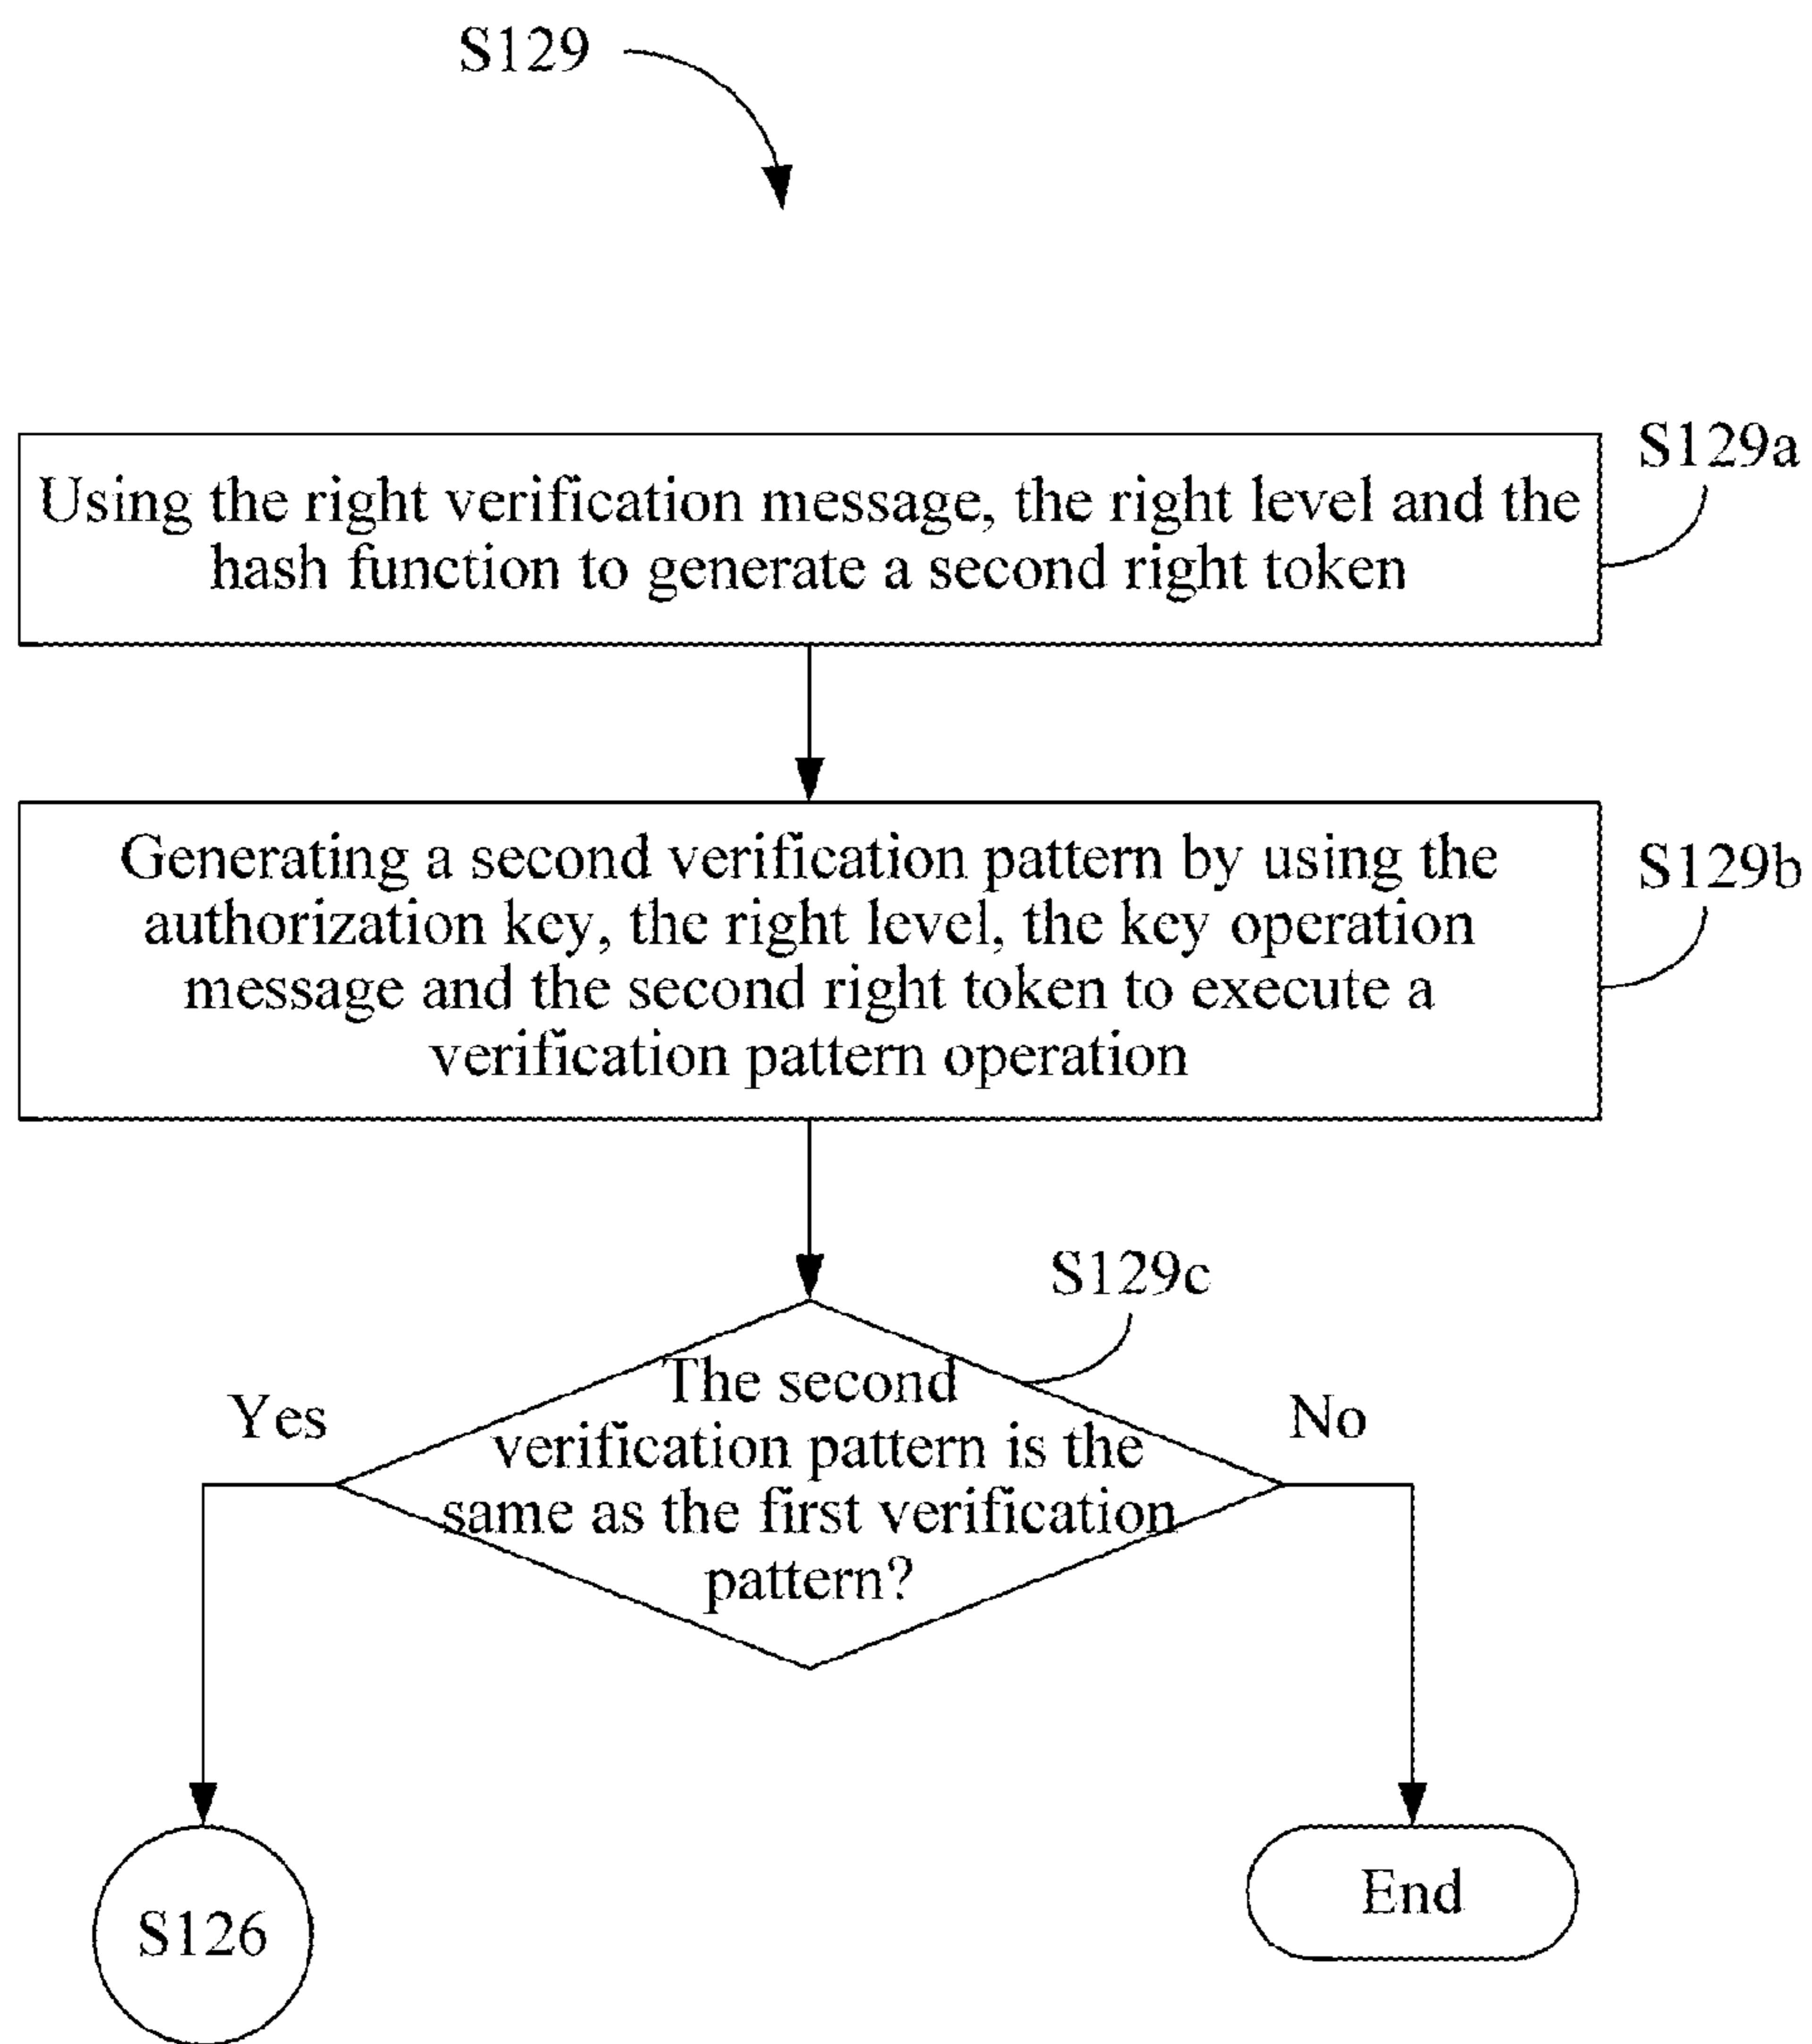 S129
S129a
Using the right verification message, the right level and the
hash function to generate a second right token
S129b
Generating a second verification pattern by using the
authorization key, the right level, the key operation
message and the second right token to execute a
verification pattern operation
S129c
The second
verification pattern is the
same as the first verification
pattern?
Yes
No
S126
End